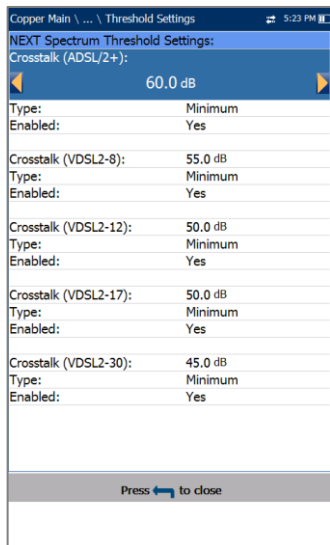 Copper Main \ ... \ Threshold Settings 5:23 PM
NEXT Spectrum Threshold Settings:
Crosstalk (ADSL/2+):
60.0 dB
Type: Minimum
Enabled: Yes
Crosstalk (VDSL2-8): 55.0 dB
Type: Minimum
Enabled: Yes
Crosstalk (VDSL2-12): 50.0 dB
Type: Minimum
Enabled: Yes
Crosstalk (VDSL2-17): 50.0 dB
Type: Minimum
Enabled: Yes
Crosstalk (VDSL2-30): 45.0 dB
Type: Minimum
Enabled: Yes
Press to close